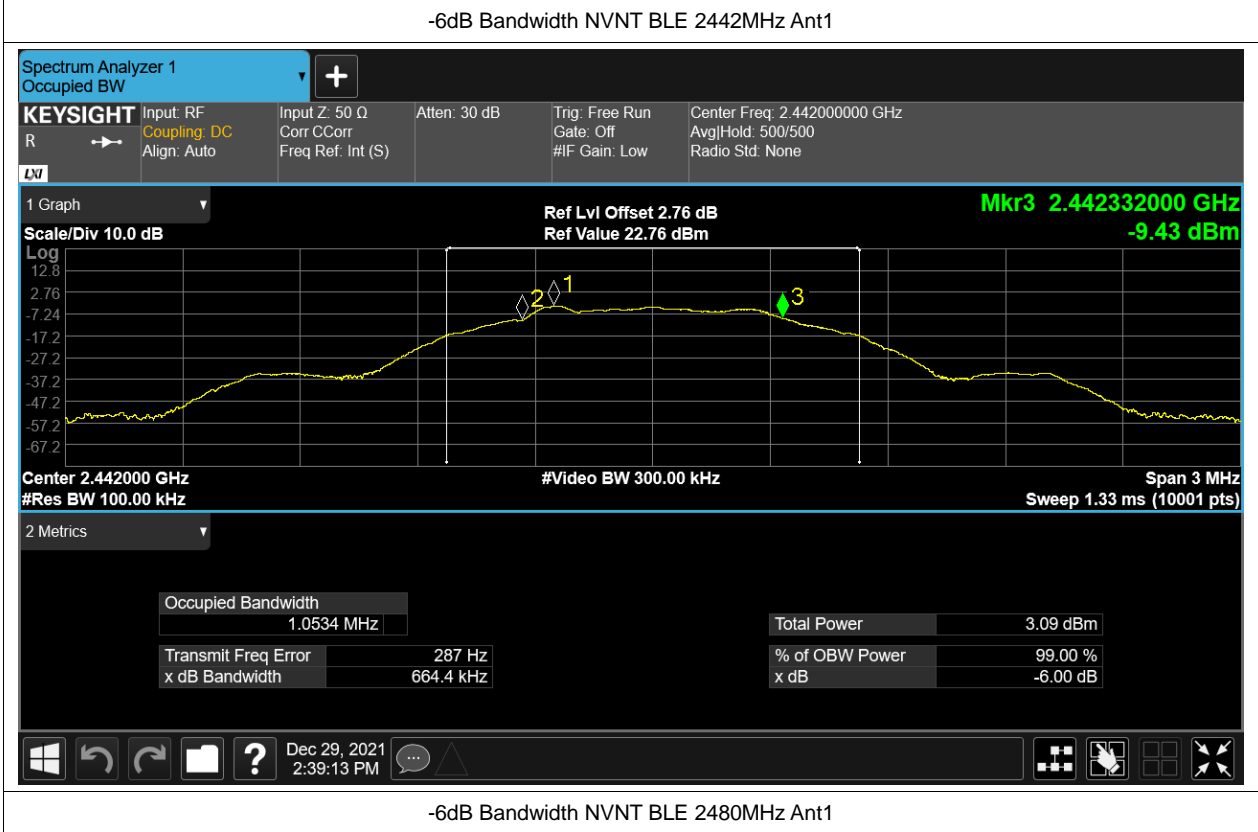 -6dB Bandwidth NVNT BLE 2442MHz Ant1
Spectrum Analyzer 1
Occupied BW
KEYSIGHT
R
LXI
Input: RF
Coupling: DC
Align: Auto
Input Z: 50 Ω
Corr CCorr
Freq Ref: Int (S)
Atten: 30 dB
Trig: Free Run
Gate: Off
#IF Gain: Low
Center Freq: 2.442000000 GHz
Avg|Hold: 500/500
Radio Std: None
1 Graph
Scale/Div 10.0 dB
Ref Lvl Offset 2.76 dB
Ref Value 22.76 dBm
Mkr3 2.442332000 GHz
-9.43 dBm
Log
12.8
2.76
-7.24
-17.2
-27.2
-37.2
-47.2
-57.2
-67.2
2
1
3
Center 2.442000 GHz
#Res BW 100.00 kHz
#Video BW 300.00 kHz
Span 3 MHz
Sweep 1.33 ms (10001 pts)
2 Metrics
Occupied Bandwidth
1.0534 MHz
Transmit Freq Error 287 Hz
x dB Bandwidth 664.4 kHz
Total Power 3.09 dBm
% of OBW Power 99.00 %
x dB -6.00 dB
?
Dec 29, 2021
2:39:13 PM
-6dB Bandwidth NVNT BLE 2480MHz Ant1